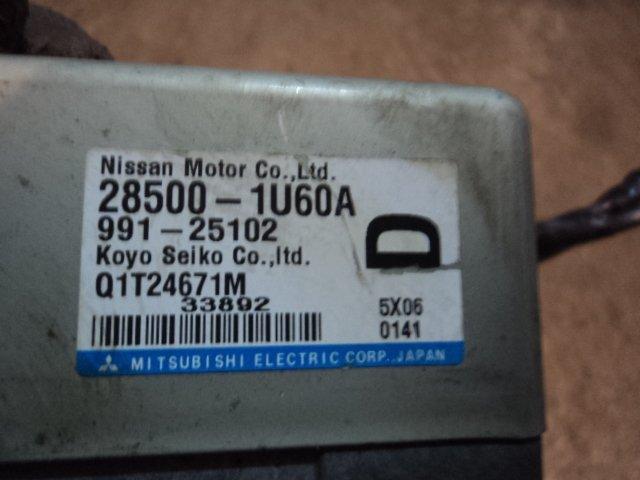 Nissan Motor Co.,Ltd.
28500-1U60A
991-25102
D
Koyo Seiko Co.,ltd.
Q1T24671M
33892
5X06
0141
MITSUBISHI ELECTRIC CORP., JAPAN